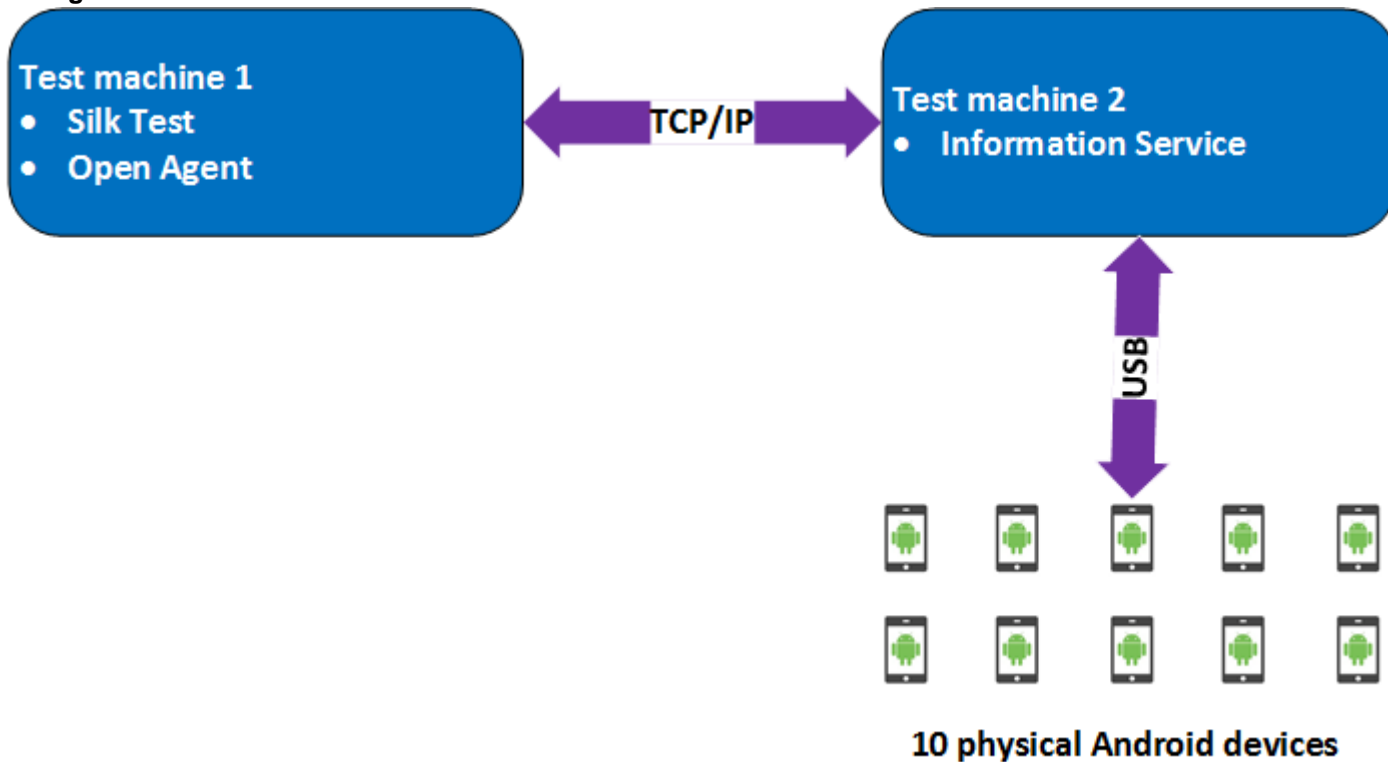 Test machine 1
• Silk Test
• Open Agent
TCP/IP
Test machine 2
• Information Service
USB
10 physical Android devices